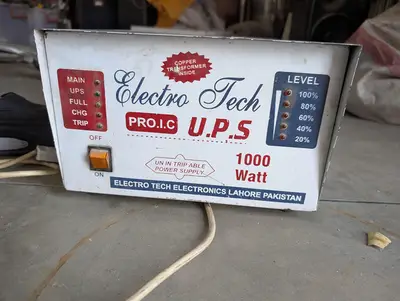 COPPER
TRANSFORMER
INSIDE
MAIN
UPS
FULL
CHG
TRIP
Electro Tech
PRO.I.C U.P.S
LEVEL
100%
80%
60%
40%
20%
OFF
ON
UN IN TRIP ABLE
POWER SUPPLY.
1000
Watt
ELECTRO TECH ELECTRONICS LAHORE PAKISTAN